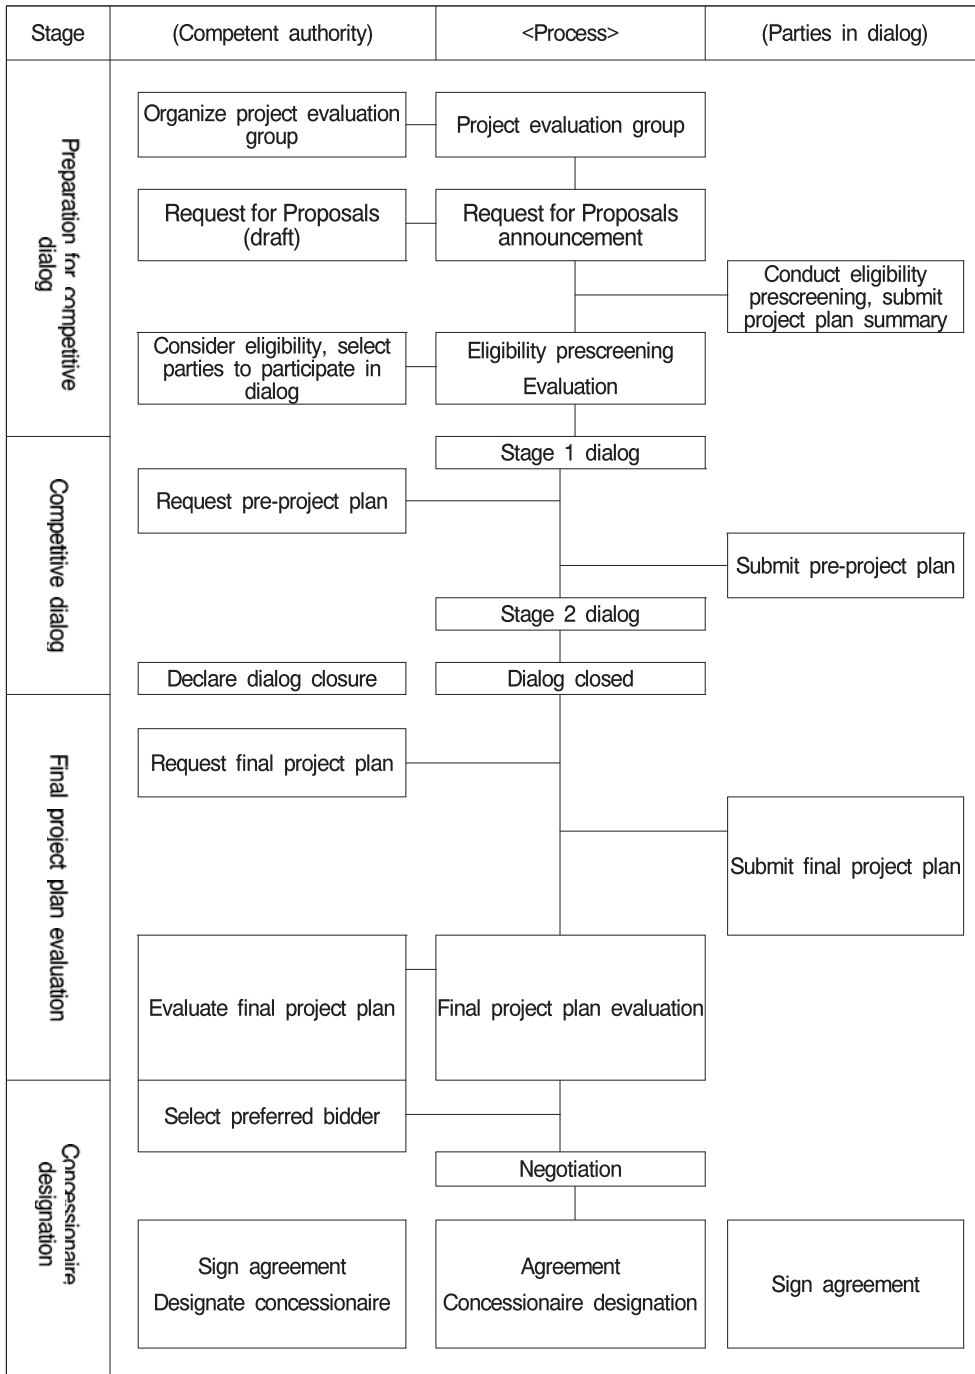 Stage
(Competent authority)
<Process>
(Parties in dialog)
Preparation for competitive
dialog
Organize project evaluation
group
Project evaluation group
Request for Proposals
(draft)
Request for Proposals
announcement
Conduct eligibility
prescreening, submit
project plan summary
Consider eligibility, select
parties to participate in
dialog
Eligibility prescreening
Evaluation
Competitive dialog
Stage 1 dialog
Request pre-project plan
Submit pre-project plan
Stage 2 dialog
Declare dialog closure
Dialog closed
Final project plan evaluation
Request final project plan
Submit final project plan
Evaluate final project plan
Final project plan evaluation
Concessionaire
designation
Select preferred bidder
Negotiation
Sign agreement
Designate concessionaire
Agreement
Concessionaire designation
Sign agreement